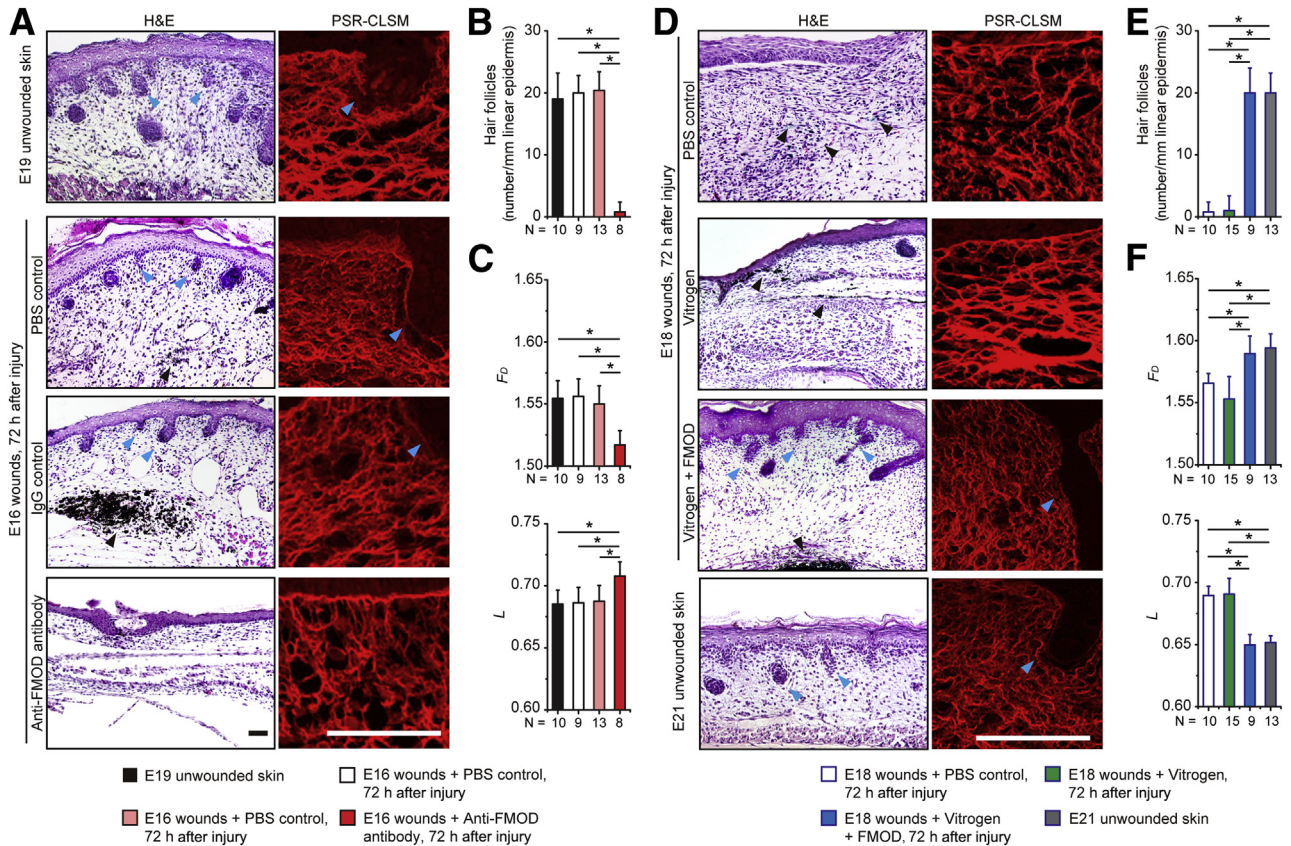 A
H&E
PSR-CLSM
E19 unwounded skin
E16 wounds, 72 h after injury
PBS control
IgG control
Anti-FMOD antibody
B
Hair follicles
(number/mm linear epidermis)
30
20
10
0
*
*
*
N = 10 9 13 8
C
F_D
1.65
1.60
1.55
1.50
*
*
*
N = 10 9 13 8
L
0.75
0.70
0.65
0.60
*
*
*
N = 10 9 13 8
E19 unwounded skin
E16 wounds + PBS control,
72 h after injury
E16 wounds + PBS control,
72 h after injury
E16 wounds + Anti-FMOD
antibody, 72 h after injury
D
H&E
PSR-CLSM
E18 wounds, 72 h after injury
PBS control
Vitrogen
Vitrogen + FMOD
E21 unwounded skin
E
Hair follicles
(number/mm linear epidermis)
30
20
10
0
*
*
*
*
N = 10 15 9 13
F
F_D
1.65
1.60
1.55
1.50
*
*
*
*
N = 10 15 9 13
L
0.75
0.70
0.65
0.60
*
*
*
*
N = 10 15 9 13
E18 wounds + PBS control,
72 h after injury
E18 wounds + Vitrogen,
72 h after injury
E18 wounds + Vitrogen
+ FMOD, 72 h after injury
E21 unwounded skin